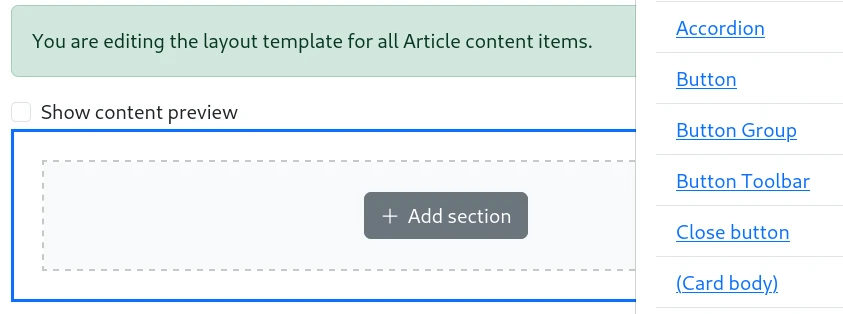 You are editing the layout template for all Article content items.
Show content preview
+ Add section
Accordion
Button
Button Group
Button Toolbar
Close button
(Card body)